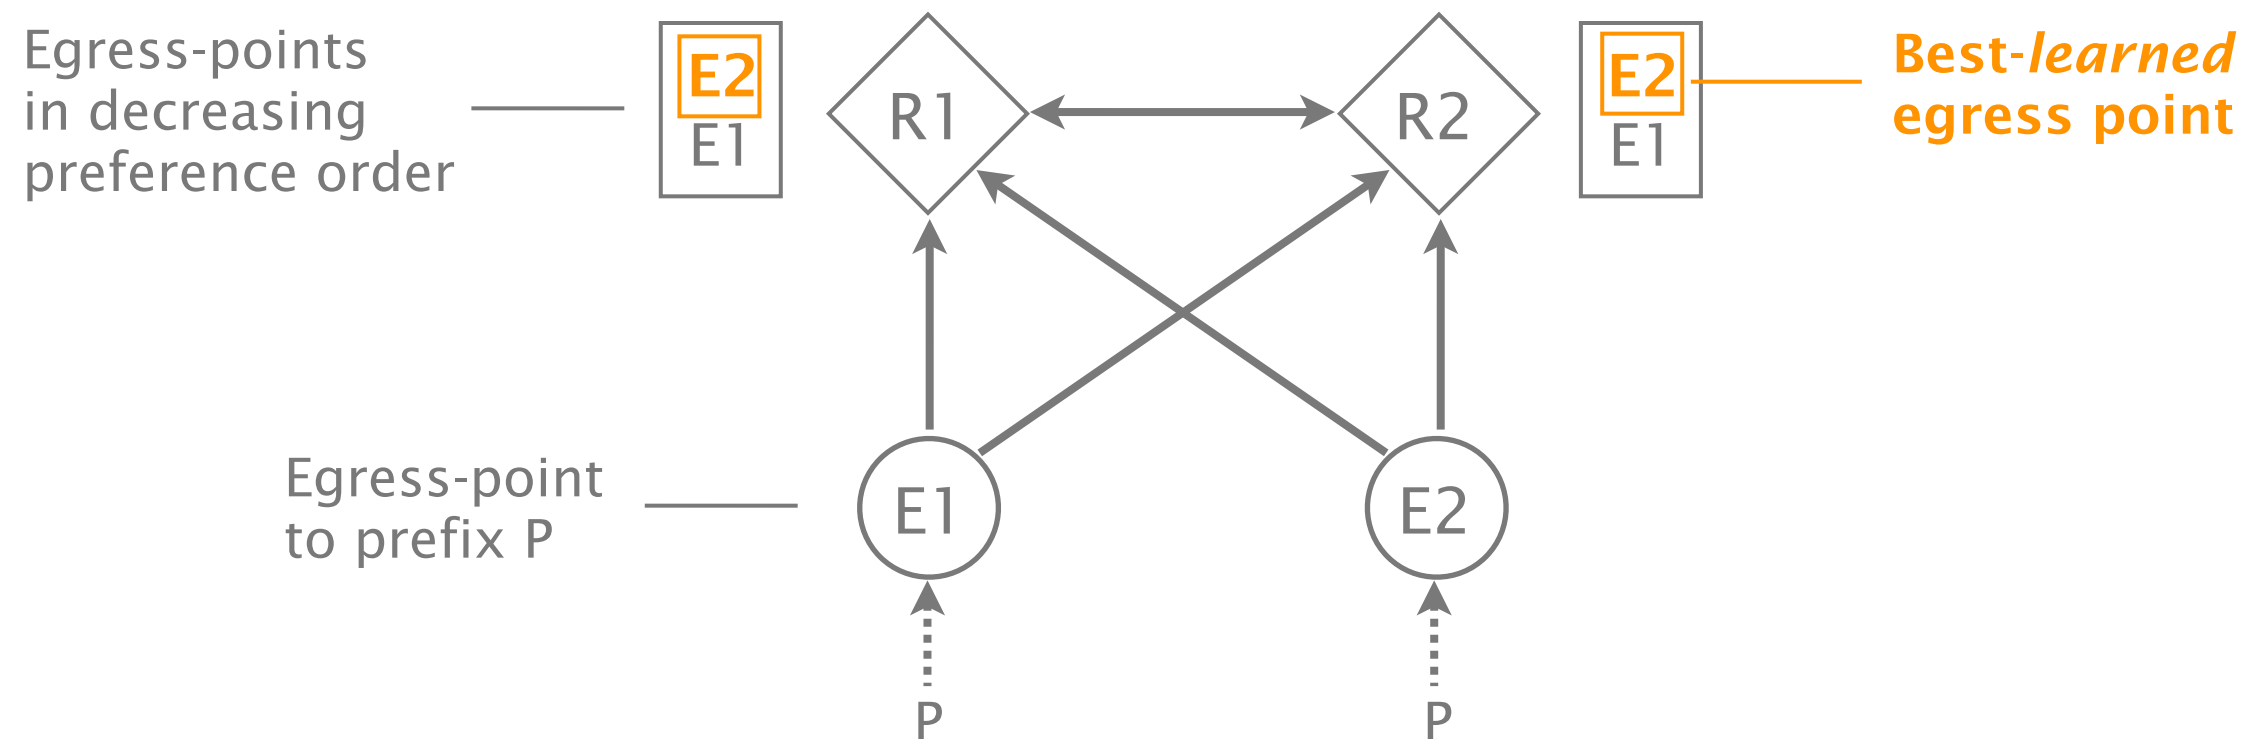 Egress-points
in decreasing
preference order
E2
E1
R1
R2
E2
E1
Best-learned
egress point
Egress-point
to prefix P
E1
E2
P
P